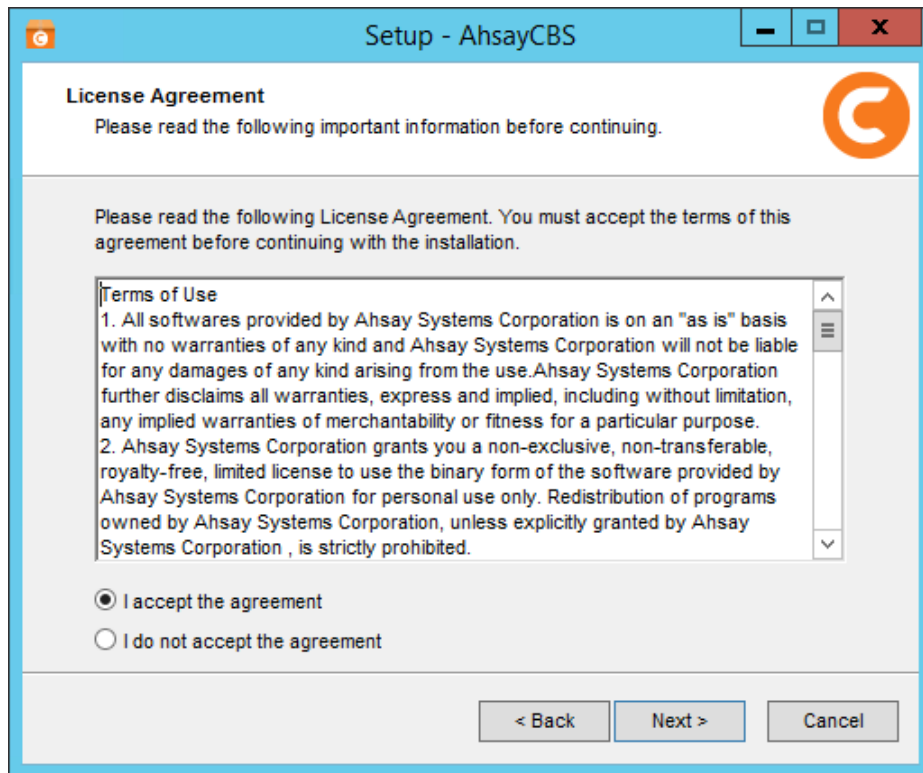 Setup - AhsayCBS
License Agreement
Please read the following important information before continuing.
Please read the following License Agreement. You must accept the terms of this
agreement before continuing with the installation.
Terms of Use
1. All softwares provided by Ahsay Systems Corporation is on an "as is" basis
with no warranties of any kind and Ahsay Systems Corporation will not be liable
for any damages of any kind arising from the use.Ahsay Systems Corporation
further disclaims all warranties, express and implied, including without limitation,
any implied warranties of merchantability or fitness for a particular purpose.
2. Ahsay Systems Corporation grants you a non-exclusive, non-transferable,
royalty-free, limited license to use the binary form of the software provided by
Ahsay Systems Corporation for personal use only. Redistribution of programs
owned by Ahsay Systems Corporation, unless explicitly granted by Ahsay
Systems Corporation , is strictly prohibited.
I accept the agreement
I do not accept the agreement
< Back Next > Cancel